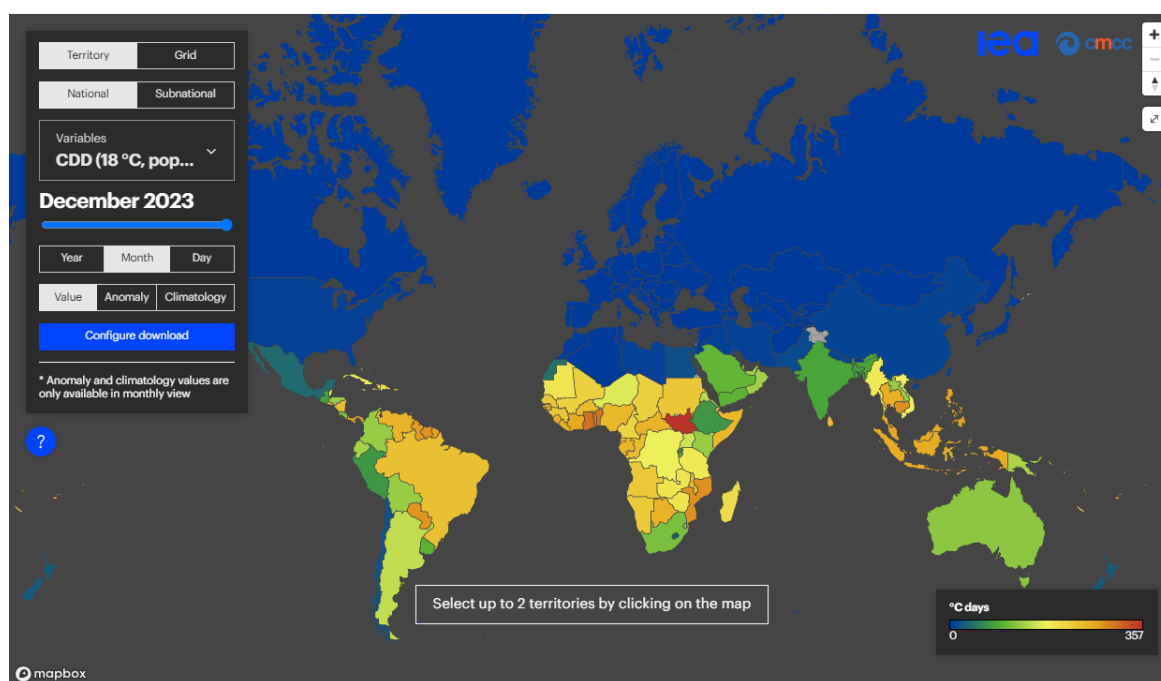 Territory Grid
National Subnational
Variables
CDD (18 °C, pop...
December 2023
Year Month Day
Value Anomaly Climatology
Configure download
* Anomaly and climatology values are
only available in monthly view
?
iea cmcc
+
−
Select up to 2 territories by clicking on the map
°C days
0 357
mapbox